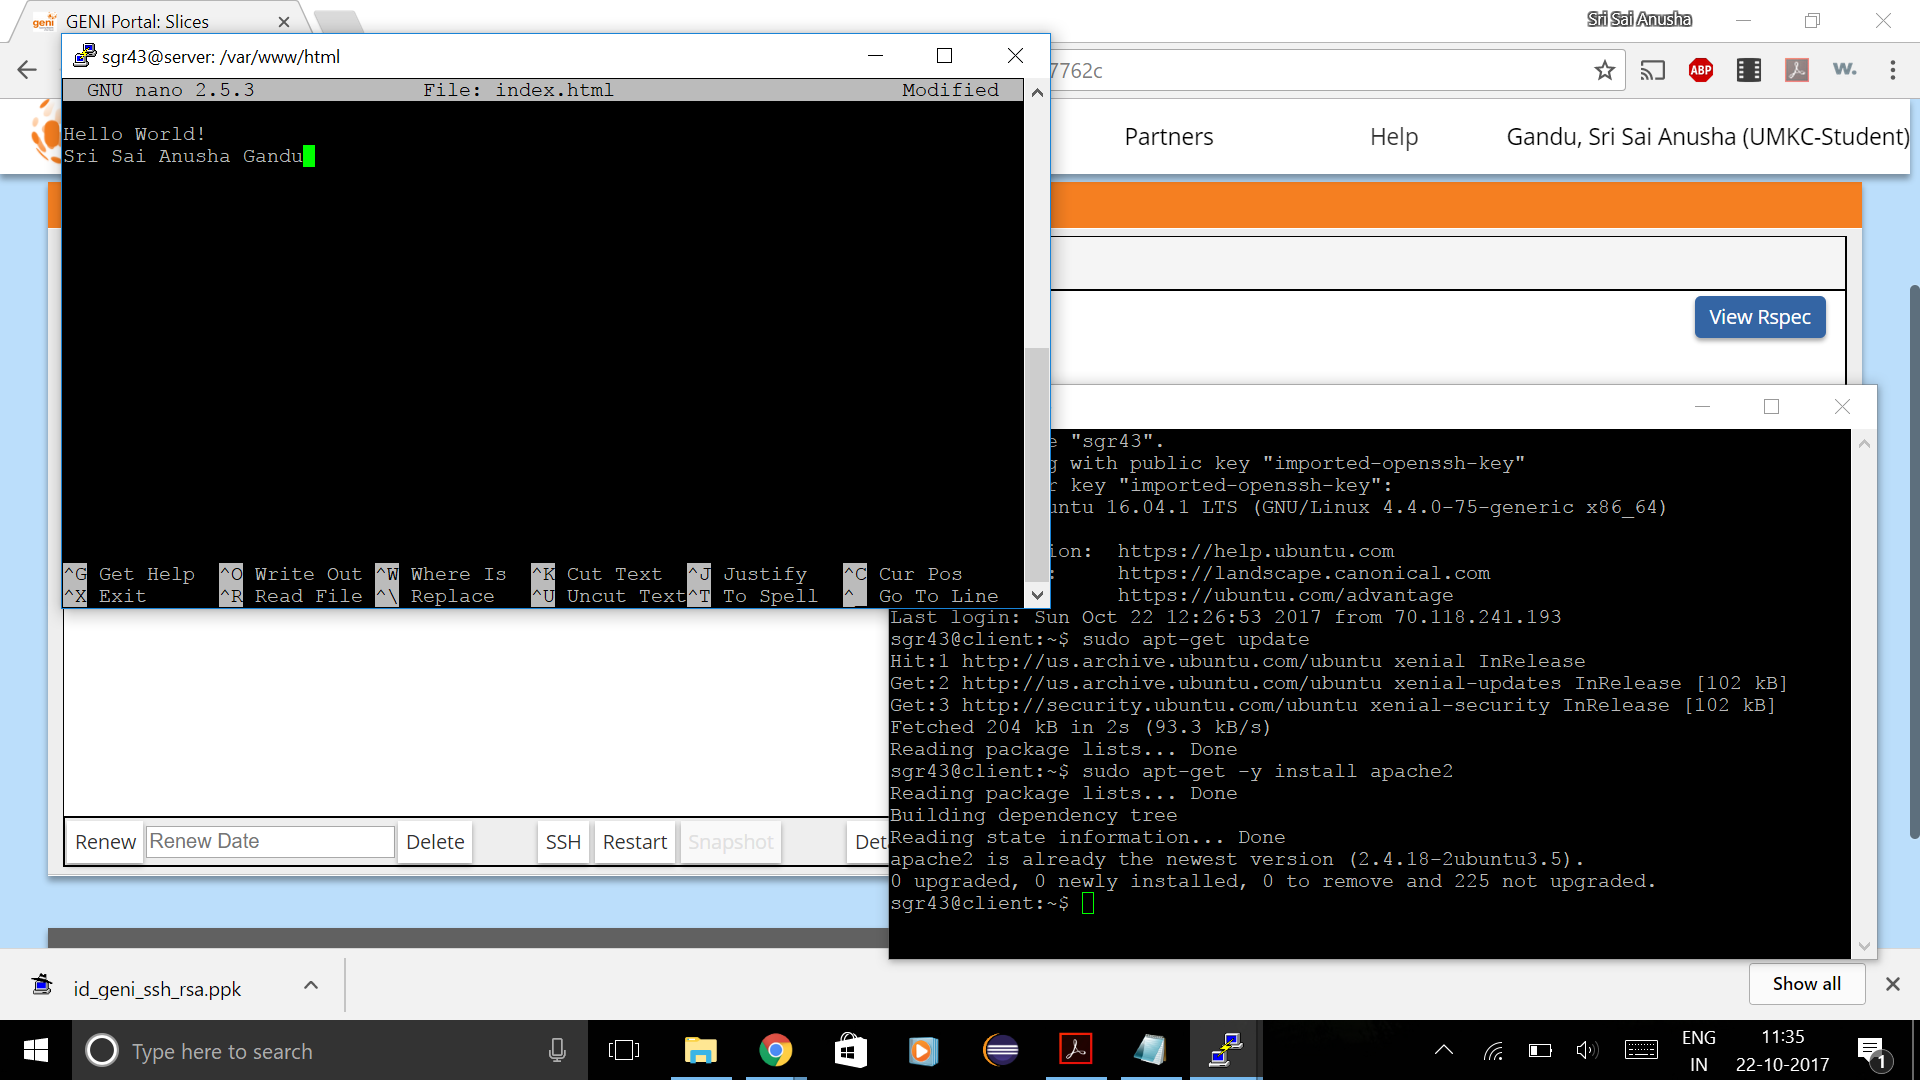 geni
GENI Portal: Slices
Sri Sai Anusha
sgr43@server: /var/www/html
7762c
ABP
w.
GNU nano 2.5.3 File: index.html Modified
Partners Help Gandu, Sri Sai Anusha (UMKC-Student)
Hello World!
Sri Sai Anusha Gandu
View Rspec
^G Get Help ^O Write Out ^W Where Is ^K Cut Text ^J Justify ^C Cur Pos
^X Exit ^R Read File ^\ Replace ^U Uncut Text ^T To Spell ^_ Go To Line
e "sgr43".
g with public key "imported-openssh-key"
r key "imported-openssh-key":
untu 16.04.1 LTS (GNU/Linux 4.4.0-75-generic x86_64)
ion: https://help.ubuntu.com
: https://landscape.canonical.com
https://ubuntu.com/advantage
Last login: Sun Oct 22 12:26:53 2017 from 70.118.241.193
sgr43@client:~$ sudo apt-get update
Hit:1 http://us.archive.ubuntu.com/ubuntu xenial InRelease
Get:2 http://us.archive.ubuntu.com/ubuntu xenial-updates InRelease [102 kB]
Get:3 http://security.ubuntu.com/ubuntu xenial-security InRelease [102 kB]
Fetched 204 kB in 2s (93.3 kB/s)
Reading package lists... Done
sgr43@client:~$ sudo apt-get -y install apache2
Reading package lists... Done
Building dependency tree
Reading state information... Done
apache2 is already the newest version (2.4.18-2ubuntu3.5).
0 upgraded, 0 newly installed, 0 to remove and 225 not upgraded.
sgr43@client:~$
Renew Renew Date Delete SSH Restart Snapshot Deta
id_geni_ssh_rsa.ppk
Show all
Type here to search
ENG
IN
11:35
22-10-2017
1